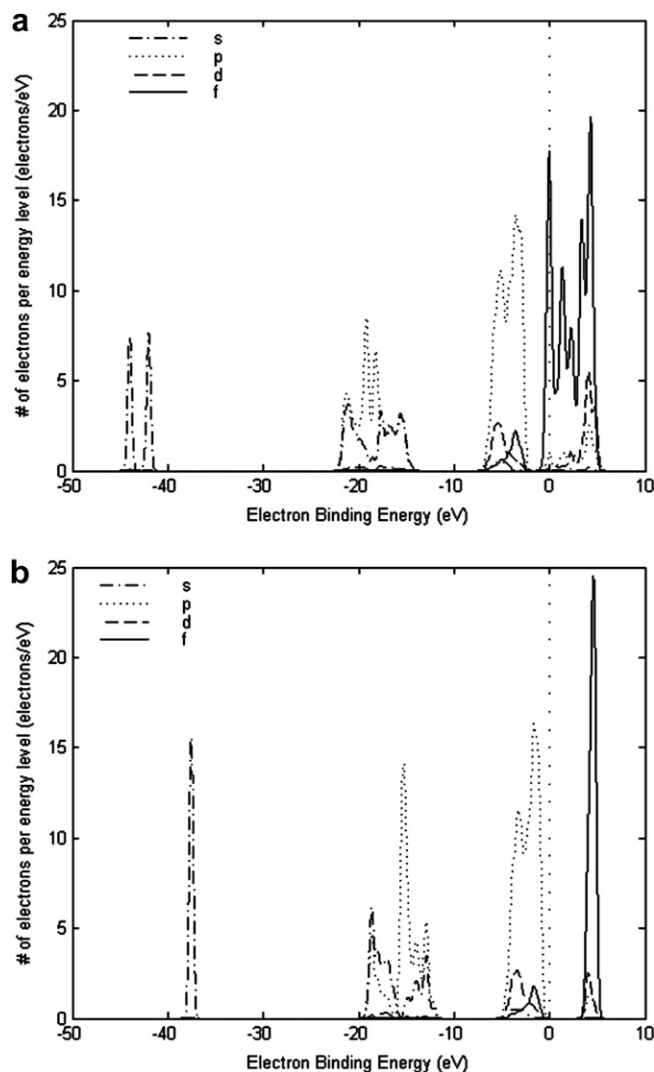 a
25
20
15
10
5
0
# of electrons per energy level (electrons/eV)
s
p
d
f
-50 -40 -30 -20 -10 0 10
Electron Binding Energy (eV)
b
25
20
15
10
5
0
# of electrons per energy level (electrons/eV)
s
p
d
f
-50 -40 -30 -20 -10 0 10
Electron Binding Energy (eV)